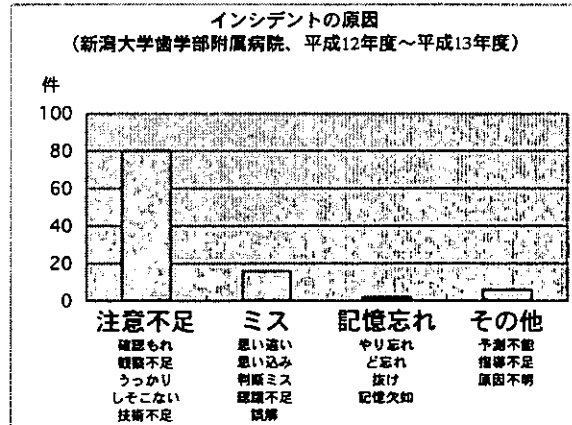 インシデントの原因
（新潟大学歯学部附属病院、平成12年度～平成13年度）
件
100
80
60
40
20
0
注意不足 ミス 記憶忘れ その他
確認もれ 思い違い やり忘れ 予測不能
観察不足 思い込み ど忘れ 指導不足
うっかり 判断ミス 抜け 原因不明
しそこない 認識不足 記憶欠如
技術不足 誤解